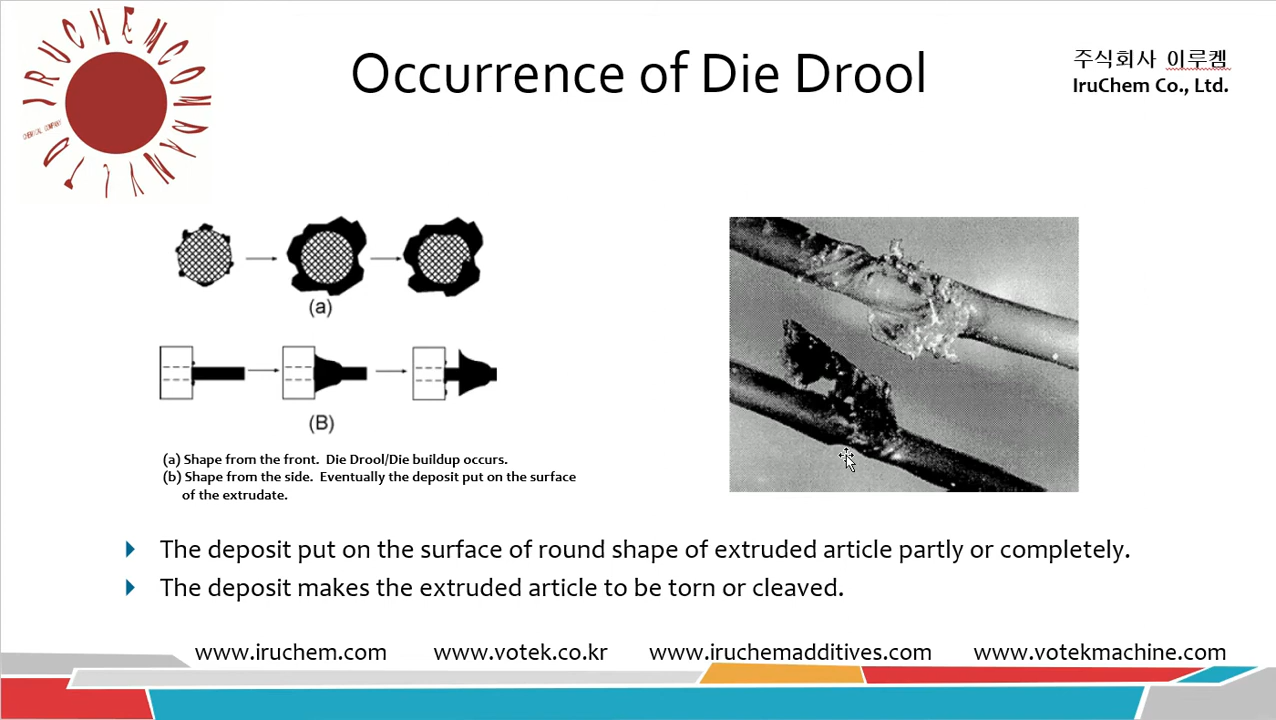 IRUCHEMCOMPANYLTD
CHEMICAL COMPANY
Occurrence of Die Drool
주식회사 이루켐
IruChem Co., Ltd.
(a)
(B)
(a) Shape from the front. Die Drool/Die buildup occurs.
(b) Shape from the side. Eventually the deposit put on the surface
of the extrudate.
The deposit put on the surface of round shape of extruded article partly or completely.
The deposit makes the extruded article to be torn or cleaved.
www.iruchem.com www.votek.co.kr www.iruchemadditives.com www.votekmachine.com